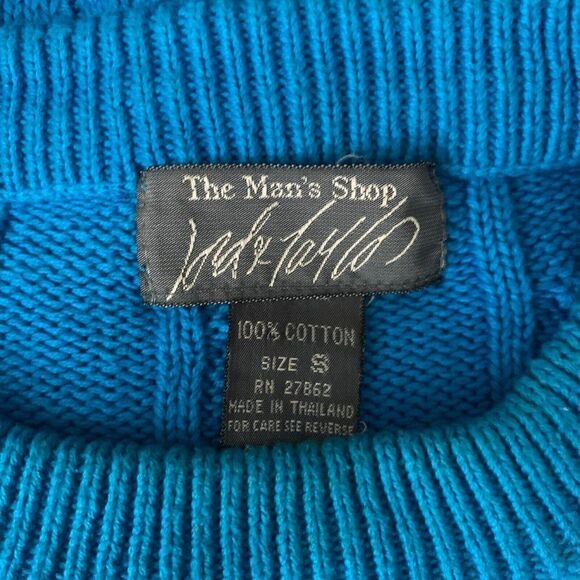 The Man's Shop
Lord & Taylor
100% COTTON
SIZE S
RN 27862
MADE IN THAILAND
FOR CARE SEE REVERSE